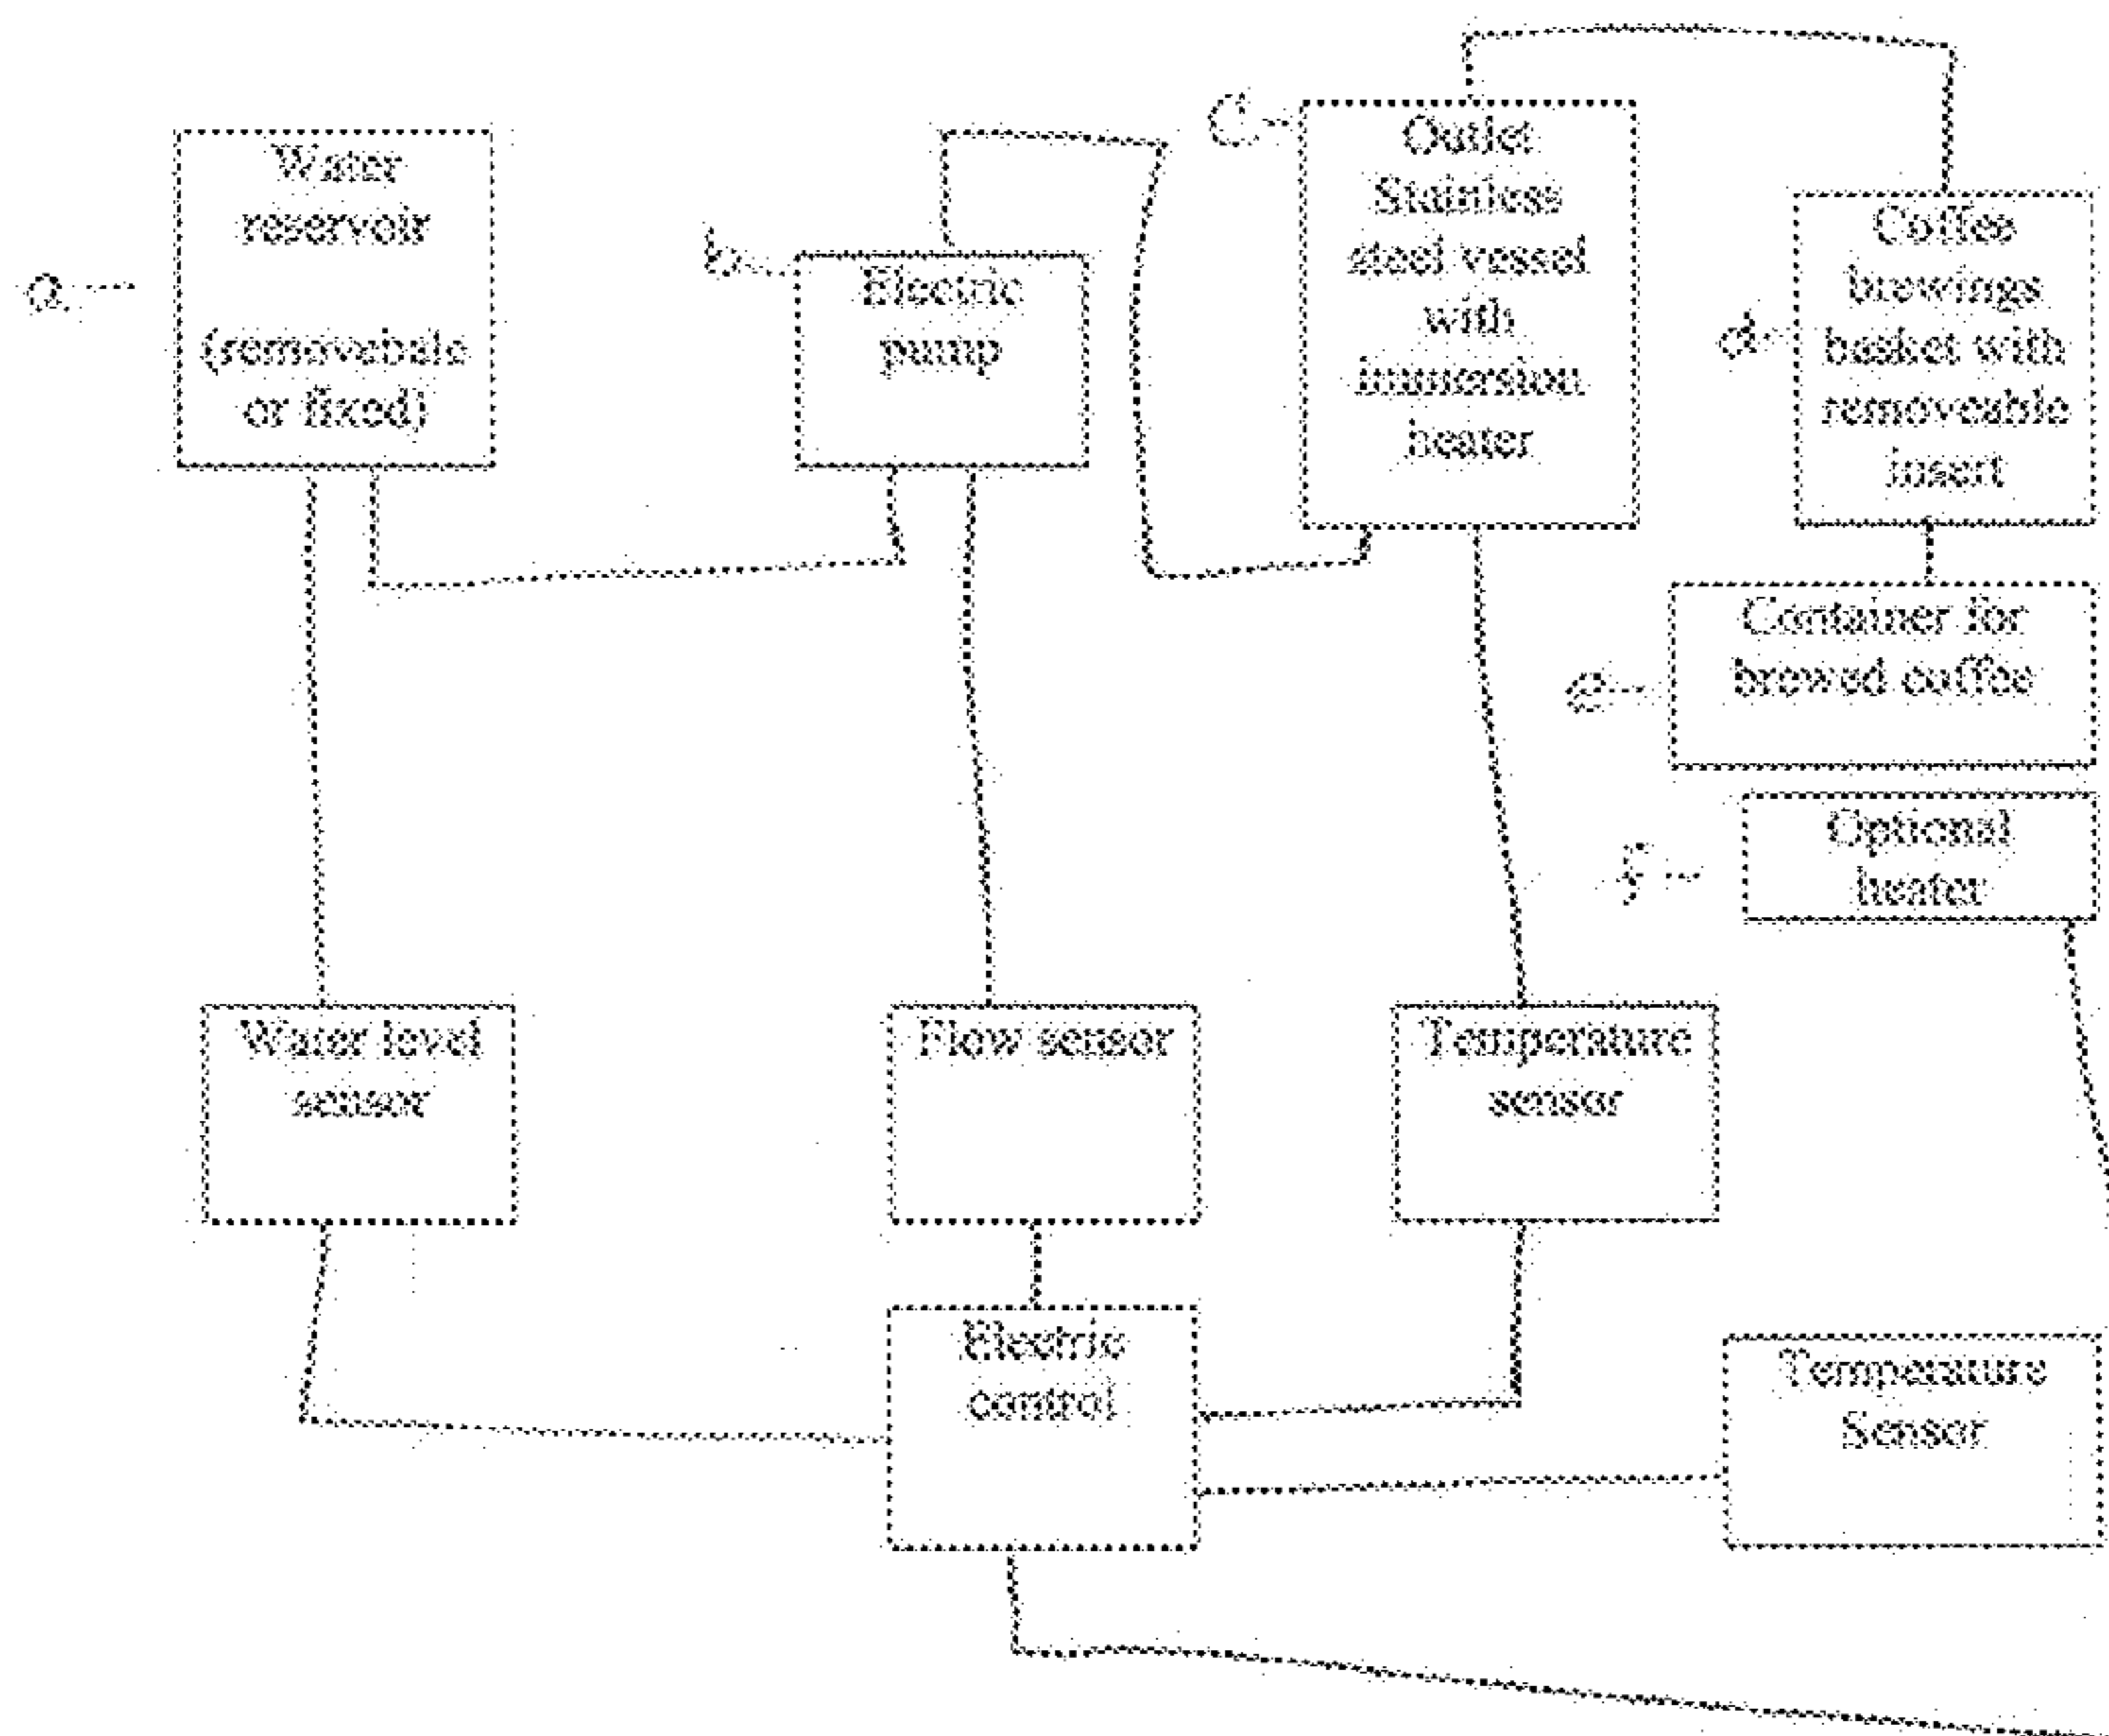 a
Water
reservoir
(removebale
or fixed)
b
Electric
pump
C
Outlet
Stainless
steel vessel
with
immersion
heater
d
Coffee
brewings
basket with
removeable
insert
e
Container for
brewed coffee
f
Optional
heater
Water level
sensor
Flow sensor
Temperature
sensor
Electric
control
Temperature
Sensor